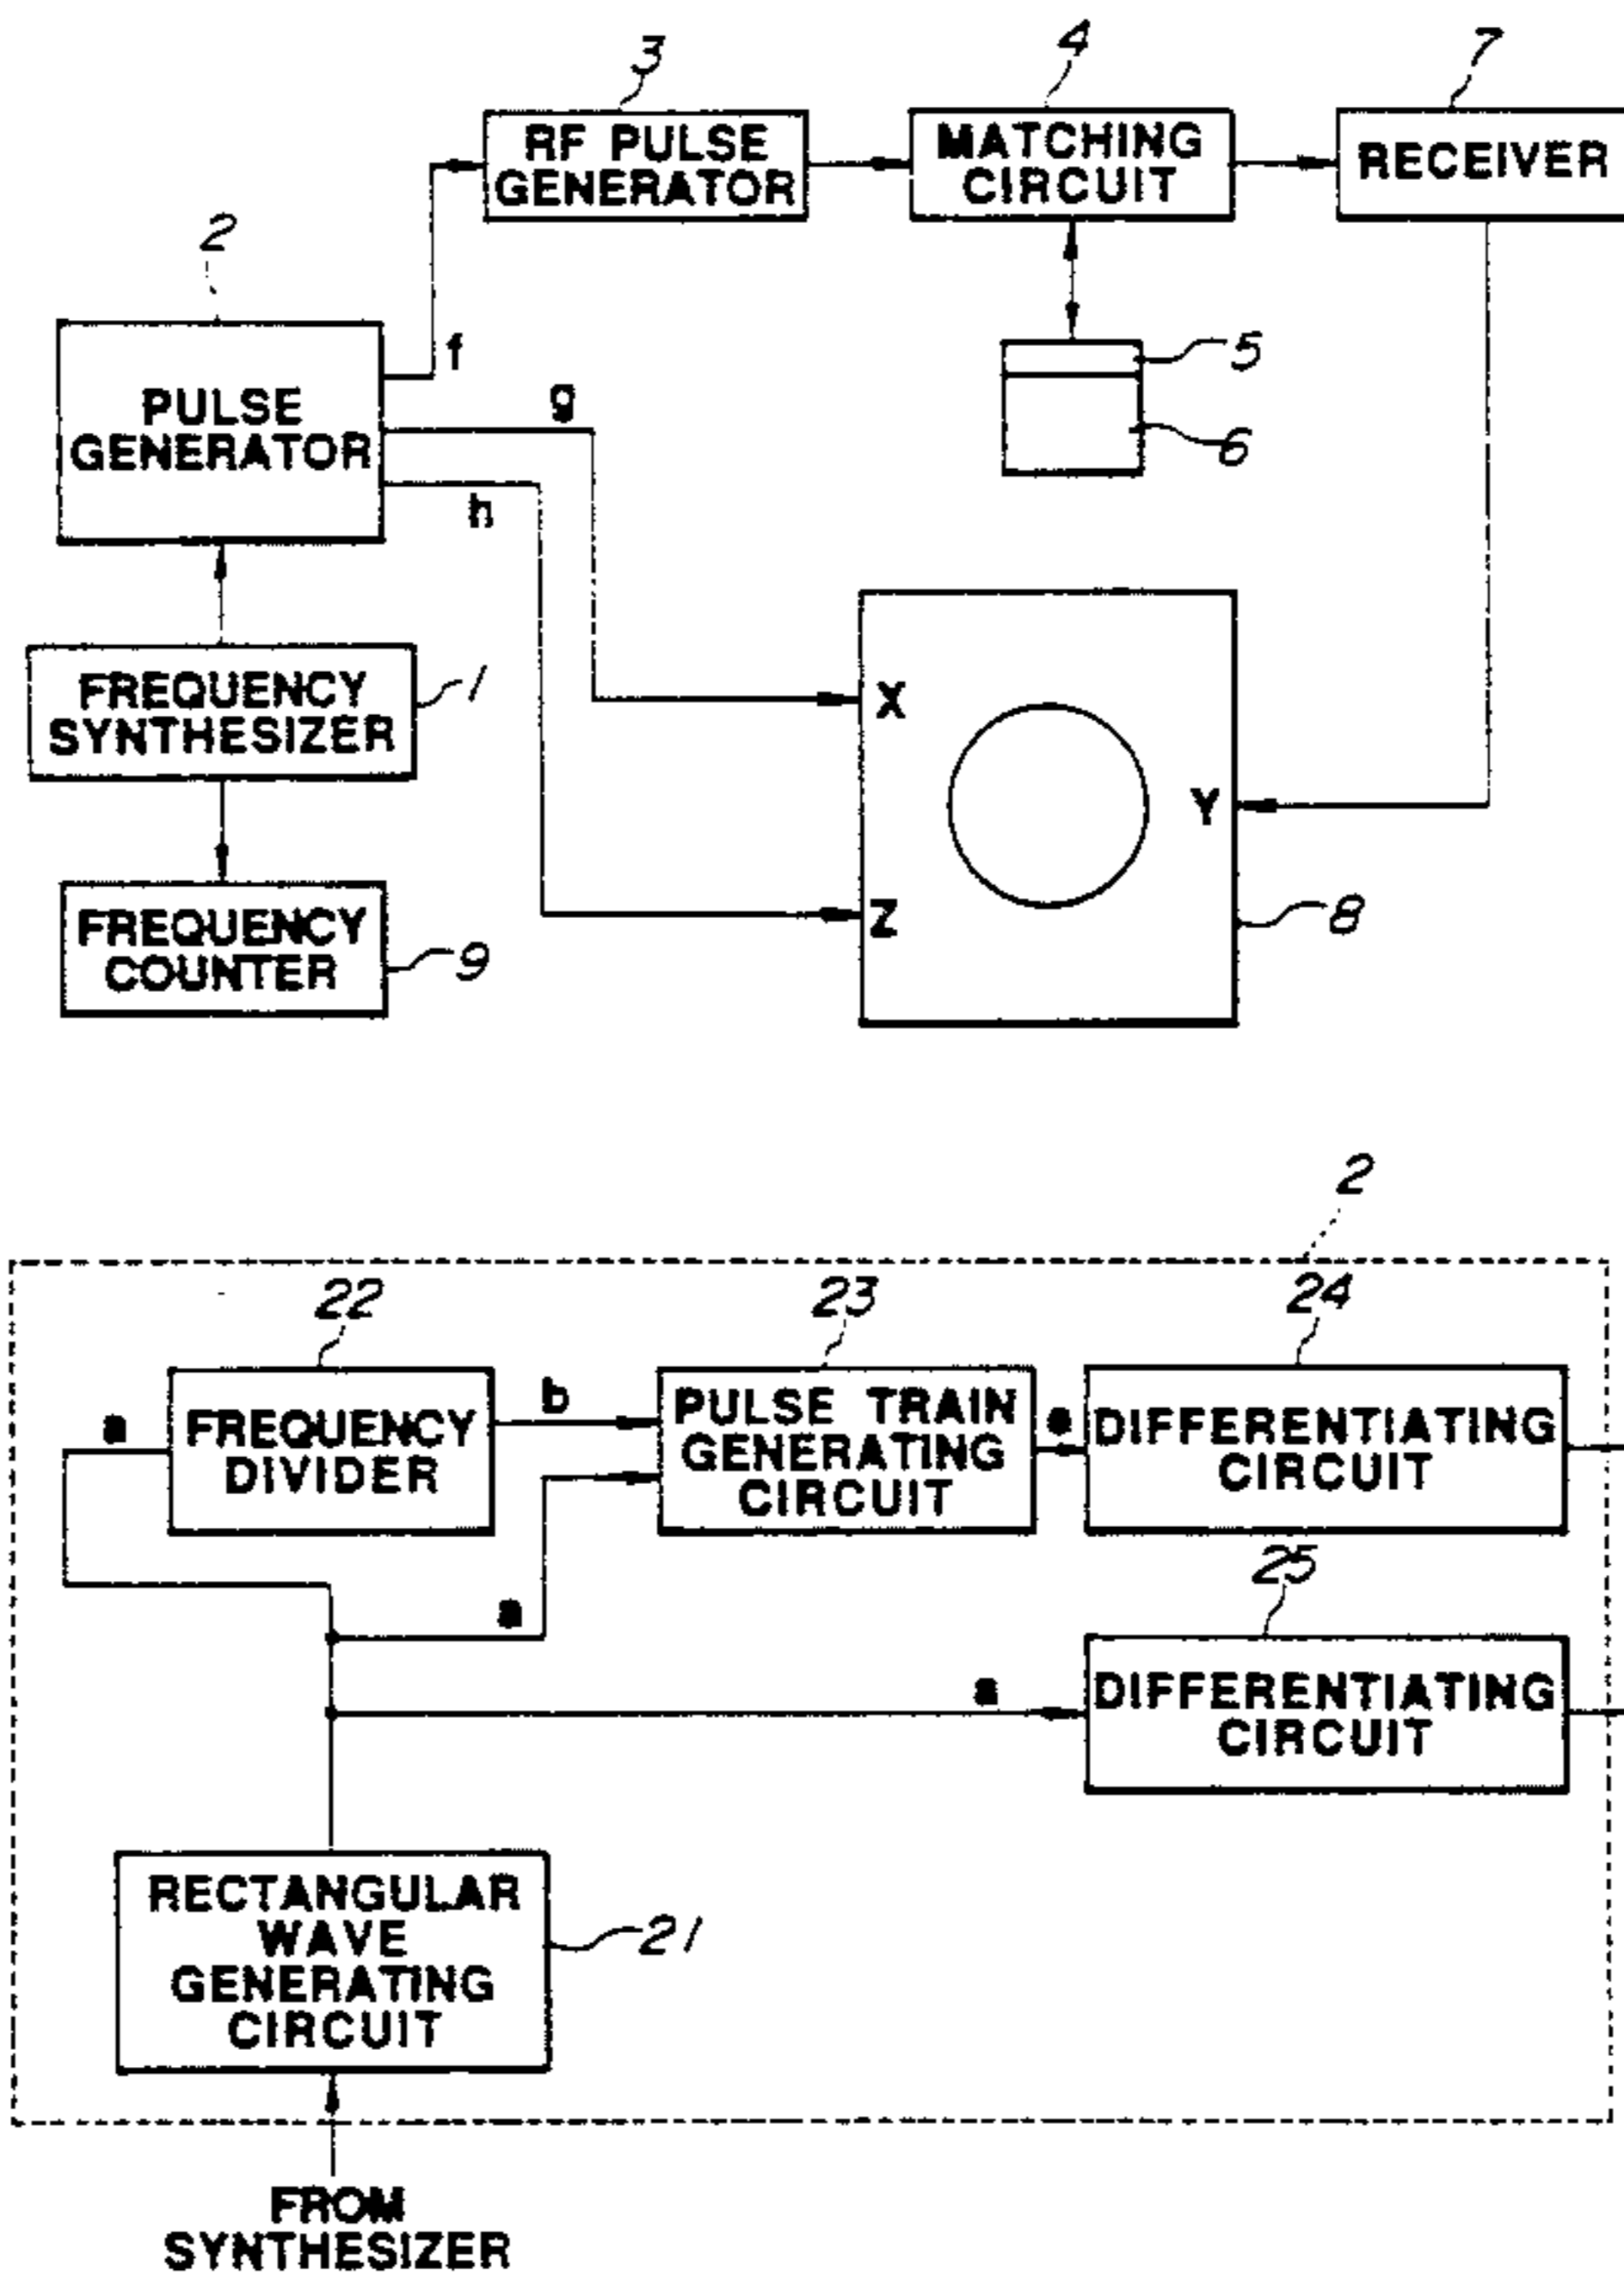 3
4
7
RF PULSE
GENERATOR
MATCHING
CIRCUIT
RECEIVER
2
f
5
PULSE
GENERATOR
g
6
h
FREQUENCY
SYNTHESIZER
1
X
Y
FREQUENCY
COUNTER
9
Z
8
2
22
23
24
a
FREQUENCY
DIVIDER
b
PULSE TRAIN
GENERATING
CIRCUIT
e
DIFFERENTIATING
CIRCUIT
25
a
a
DIFFERENTIATING
CIRCUIT
RECTANGULAR
WAVE
GENERATING
CIRCUIT
21
FROM
SYNTHESIZER